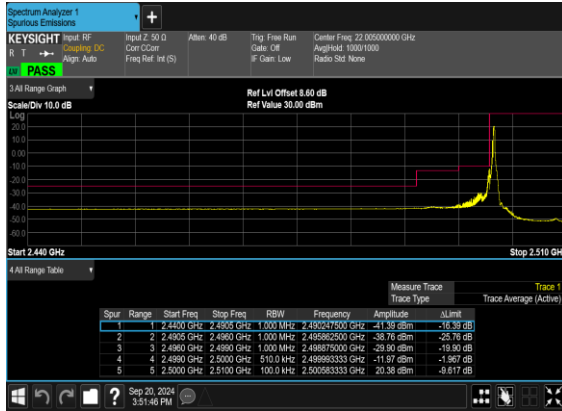 Spectrum Analyzer 1
Spurious Emissions
+
KEYSIGHT Input: RF Input Z: 50 Ω Atten: 40 dB Trig: Free Run Center Freq: 22.005000000 GHz
R T Coupling: DC Corr CCorr Gate: Off Avg|Hold: 1000/1000
Align: Auto Freq Ref: Int (S) IF Gain: Low Radio Std: None
PASS
3 All Range Graph Ref Lvl Offset 8.60 dB
Scale/Div 10.0 dB Ref Value 30.00 dBm
Log
20.0
10.0
0.00
-10.0
-20.0
-30.0
-40.0
-50.0
-60.0
Start 2.440 GHz Stop 2.510 GH
4 All Range Table
Measure Trace Trace 1
Trace Type Trace Average (Active)
Spur Range Start Freq Stop Freq RBW Frequency Amplitude ΔLimit
1 1 2.4400 GHz 2.4905 GHz 1.000 MHz 2.490247500 GHz -41.39 dBm -16.39 dB
2 2 2.4905 GHz 2.4960 GHz 1.000 MHz 2.495862500 GHz -38.76 dBm -25.76 dB
3 3 2.4960 GHz 2.4990 GHz 1.000 MHz 2.498875000 GHz -29.90 dBm -19.90 dB
4 4 2.4990 GHz 2.5000 GHz 510.0 kHz 2.499993333 GHz -11.97 dBm -1.967 dB
5 5 2.5000 GHz 2.5100 GHz 100.0 kHz 2.500583333 GHz 20.38 dBm -9.617 dB
? Sep 20, 2024
3:51:46 PM